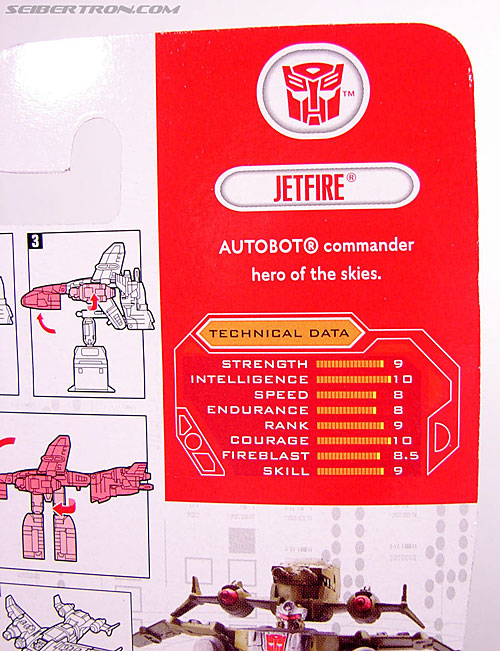 SEIBERTRON.COM
TM
JETFIRE®
AUTOBOT® commander
hero of the skies.
3
TECHNICAL DATA
STRENGTH 9
INTELLIGENCE 10
SPEED 8
ENDURANCE 8
RANK 9
COURAGE 10
FIREBLAST 8.5
SKILL 9